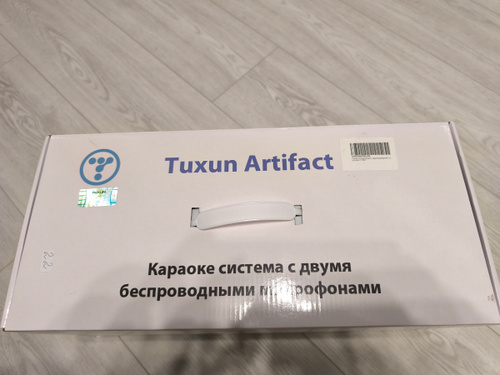 Tuxun Artifact
Караоке система с двумя
беспроводными микрофонами